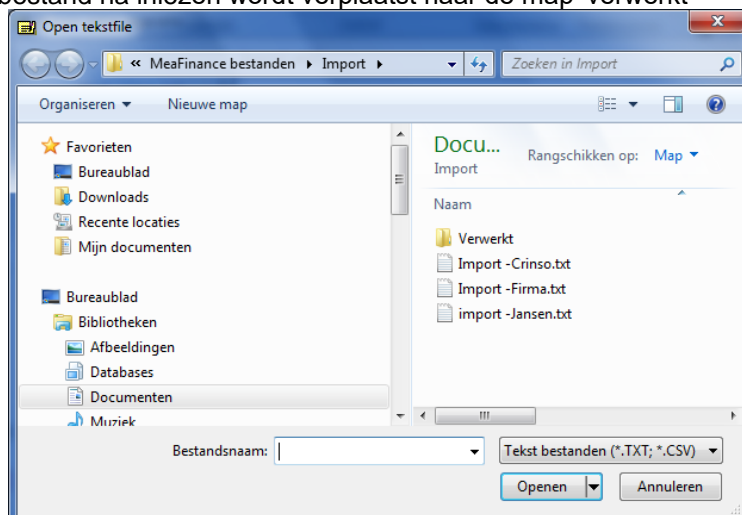 bestand na inlezen wordt verplaatst naar de map 'verwerkt'
Open tekstfile
« MeaFinance bestanden Import
Zoeken in Import
Organiseren
Nieuwe map
Favorieten
Bureaublad
Downloads
Recente locaties
Mijn documenten
Bureaublad
Bibliotheken
Afbeeldingen
Databases
Documenten
Muziek
Docu...
Import
Rangschikken op: Map
Naam
Verwerkt
Import -Crinso.txt
Import -Firma.txt
import -Jansen.txt
Bestandsnaam:
Tekst bestanden (*.TXT; *.CSV)
Openen
Annuleren